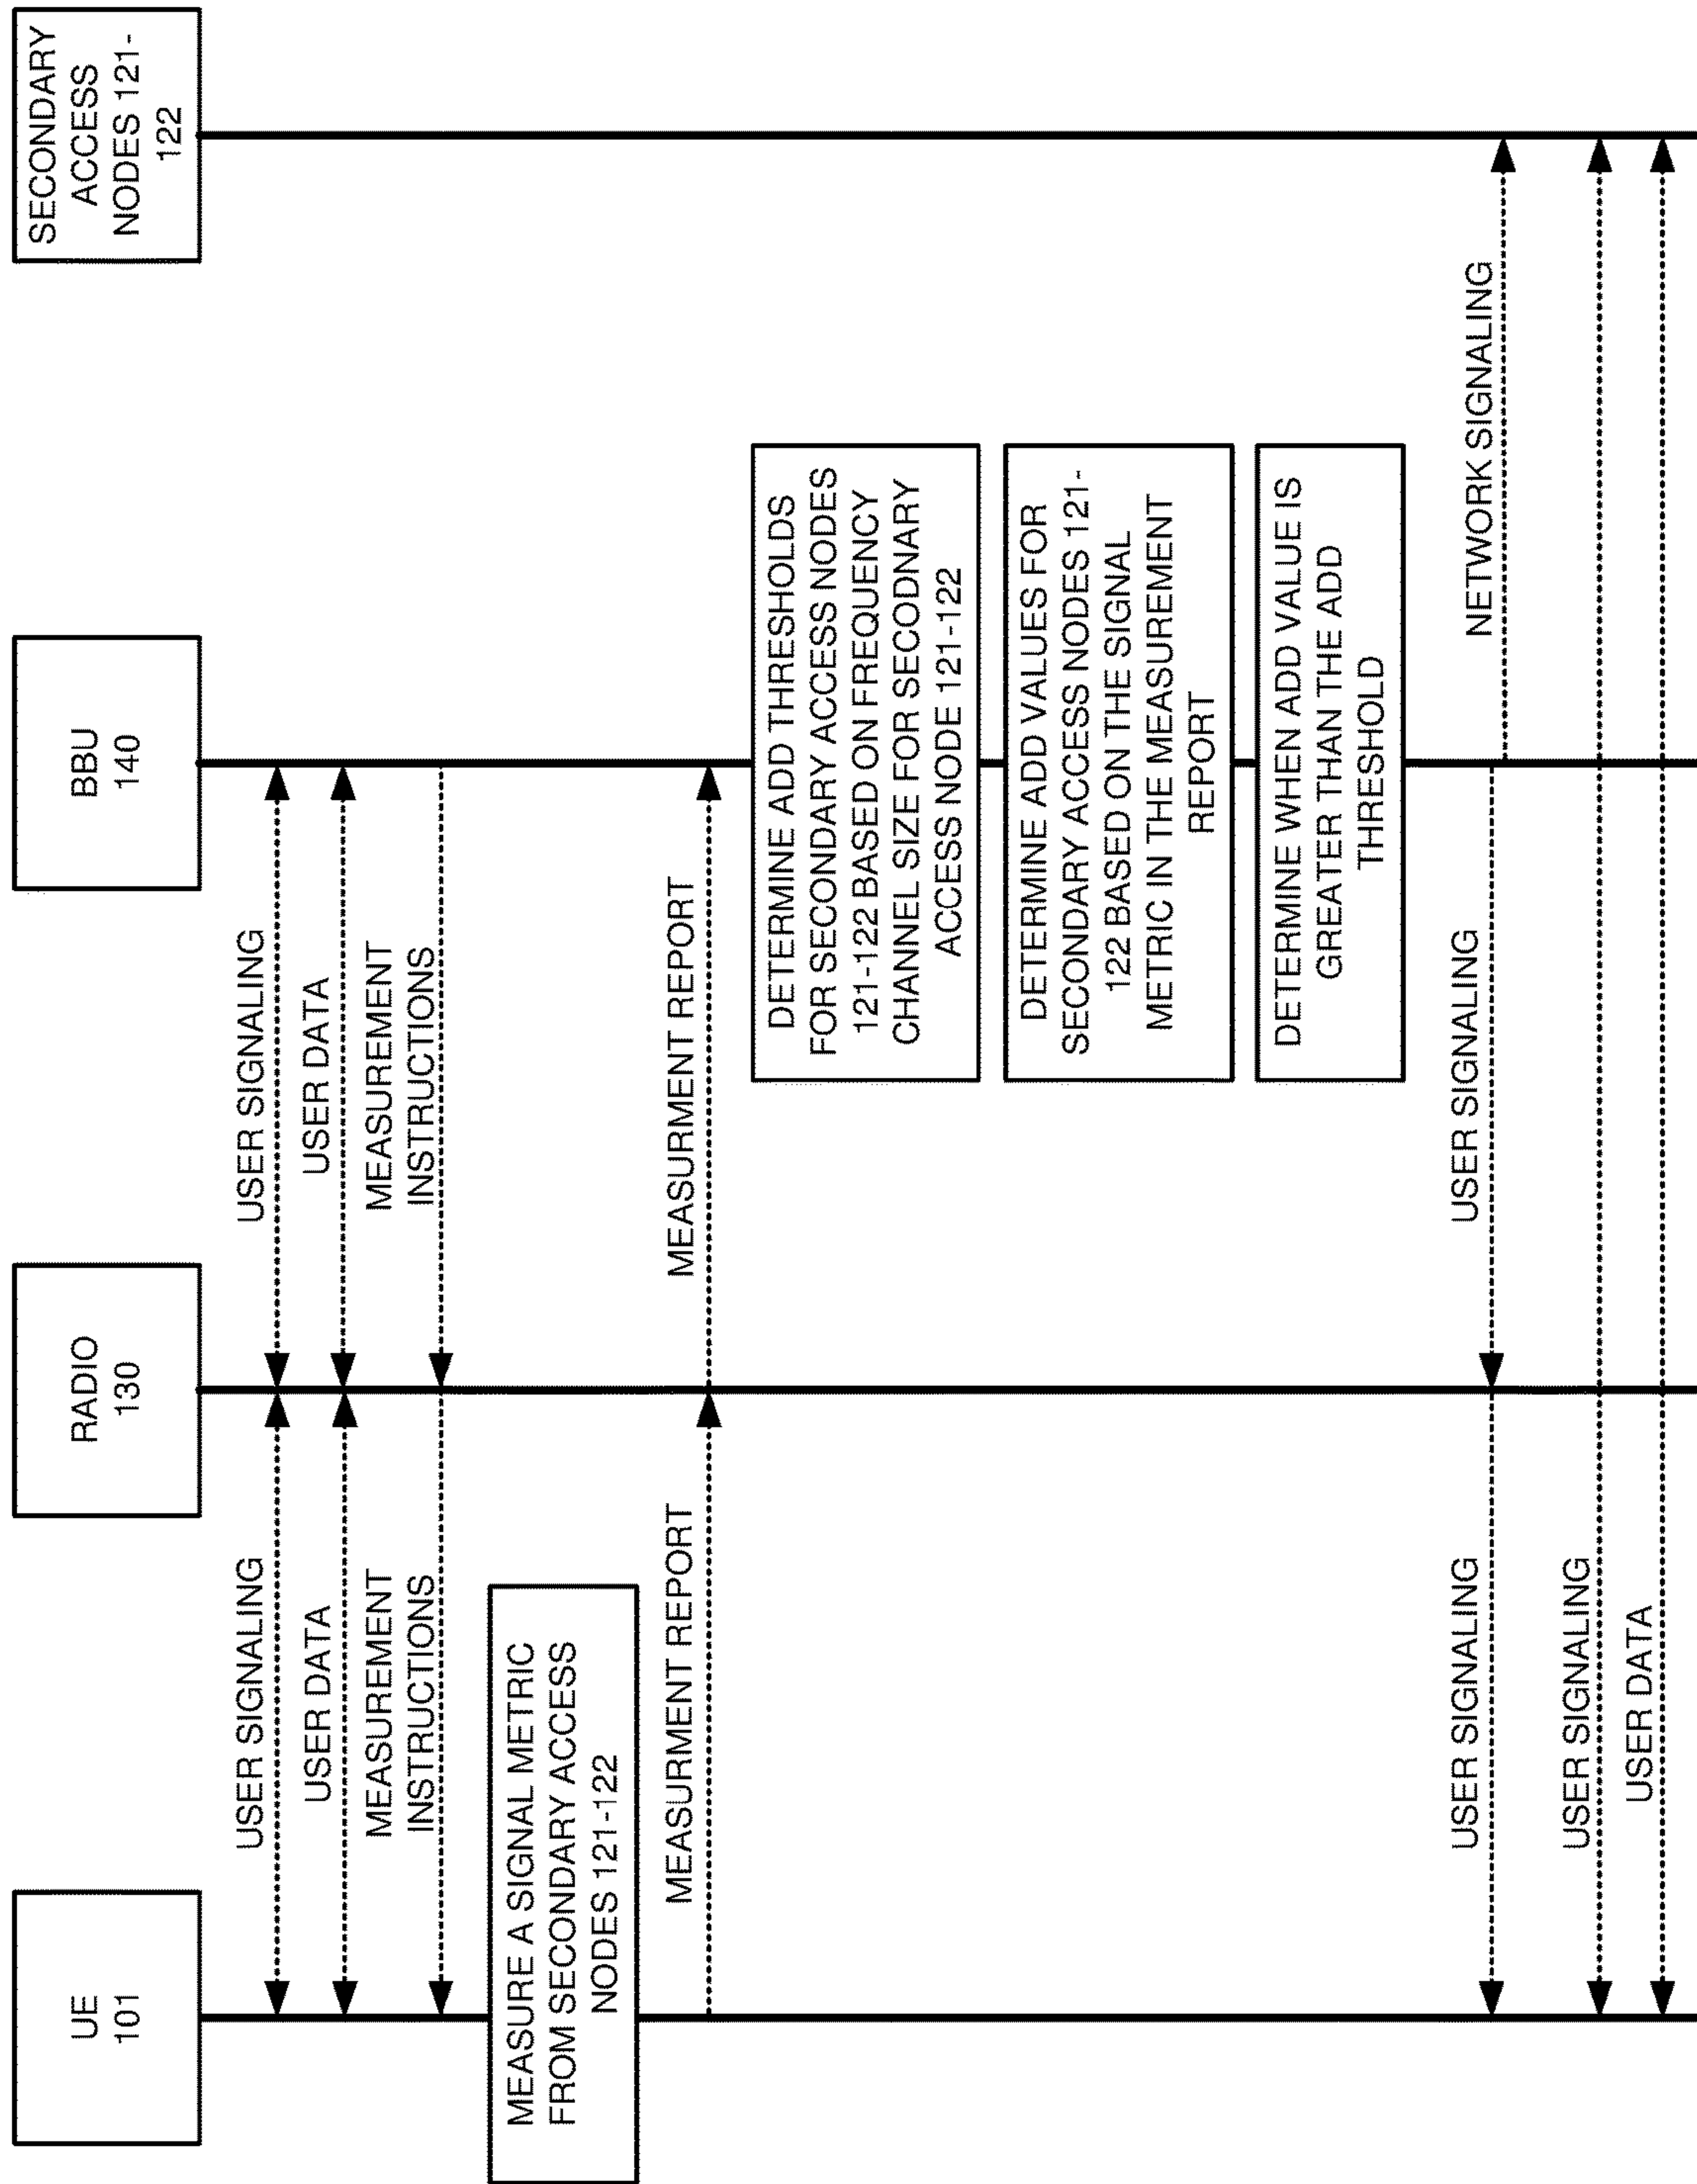 UE
101
RADIO
130
BBU
140
SECONDARY
ACCESS
NODES 121-
122
USER SIGNALING
USER SIGNALING
USER DATA
USER DATA
MEASUREMENT
INSTRUCTIONS
MEASUREMENT
INSTRUCTIONS
MEASURE A SIGNAL METRIC
FROM SECONDARY ACCESS
NODES 121-122
MEASURMENT REPORT
MEASURMENT REPORT
DETERMINE ADD THRESHOLDS
FOR SECONDARY ACCESS NODES
121-122 BASED ON FREQUENCY
CHANNEL SIZE FOR SECODNARY
ACCESS NODE 121-122
DETERMINE ADD VALUES FOR
SECONDARY ACCESS NODES 121-
122 BASED ON THE SIGNAL
METRIC IN THE MEASUREMENT
REPORT
DETERMINE WHEN ADD VALUE IS
GREATER THAN THE ADD
THRESHOLD
USER SIGNALING
USER SIGNALING
NETWORK SIGNALING
USER SIGNALING
USER DATA